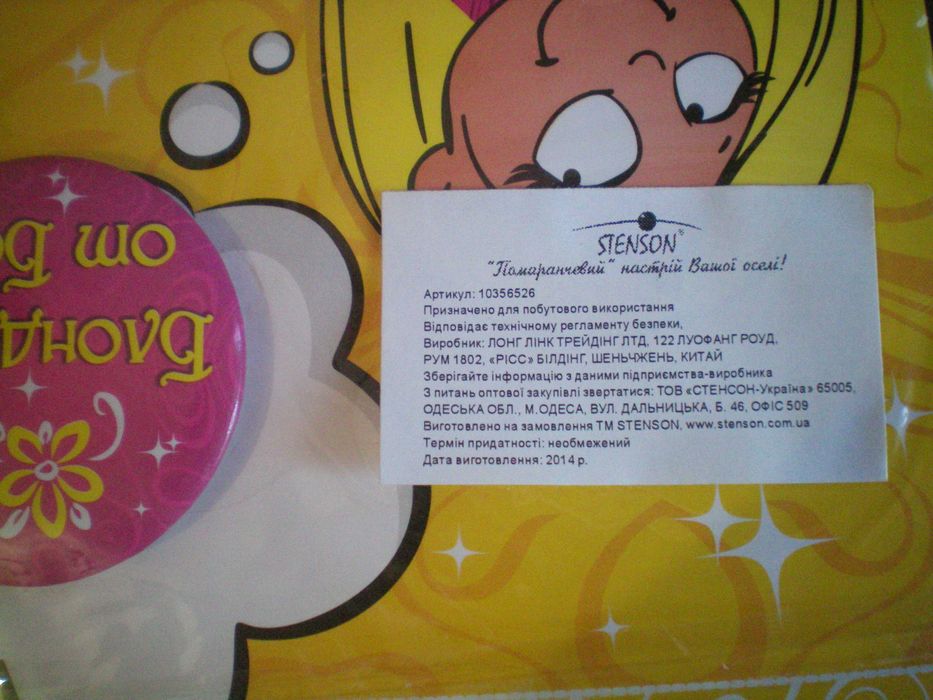 STENSON®
"Помаранчевий" настрій Вашої оселі!
Артикул: 10356526
Призначено для побутового використання
Відповідає технічному регламенту безпеки,
Виробник: ЛОНГ ЛІНК ТРЕЙДІНГ ЛТД, 122 ЛУОФАНГ РОУД,
РУМ 1802, «РІСС» БІЛДІНГ, ШЕНЬЧЖЕНЬ, КИТАЙ
Зберігайте інформацію з даними підприємства-виробника
З питань оптової закупівлі звертатися: ТОВ «СТЕНСОН-Україна» 65005,
ОДЕСЬКА ОБЛ., М.ОДЕСА, ВУЛ. ДАЛЬНИЦЬКА, Б. 46, ОФІС 509
Виготовлено на замовлення ТМ STENSON, www.stenson.com.ua
Термін придатності: необмежений
Дата виготовлення: 2014 р.